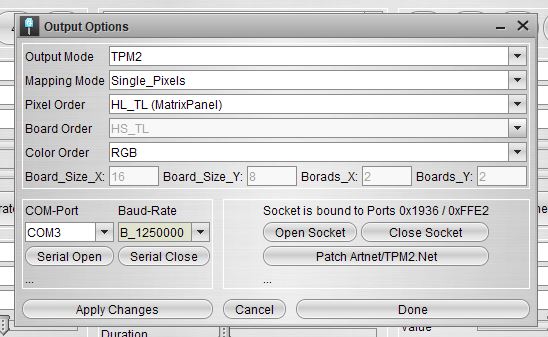 Output Options
Output Mode TPM2
Mapping Mode Single_Pixels
Pixel Order HL_TL (MatrixPanel)
Board Order HS_TL
Color Order RGB
Board_Size_X: 16 Board_Size_Y: 8 Borads_X: 2 Boards_Y: 2
COM-Port Baud-Rate Socket is bound to Ports 0x1936 / 0xFFE2
COM3 B_1250000 Open Socket Close Socket
Serial Open Serial Close Patch Artnet/TPM2.Net
... ...
Apply Changes Cancel Done
Duration value